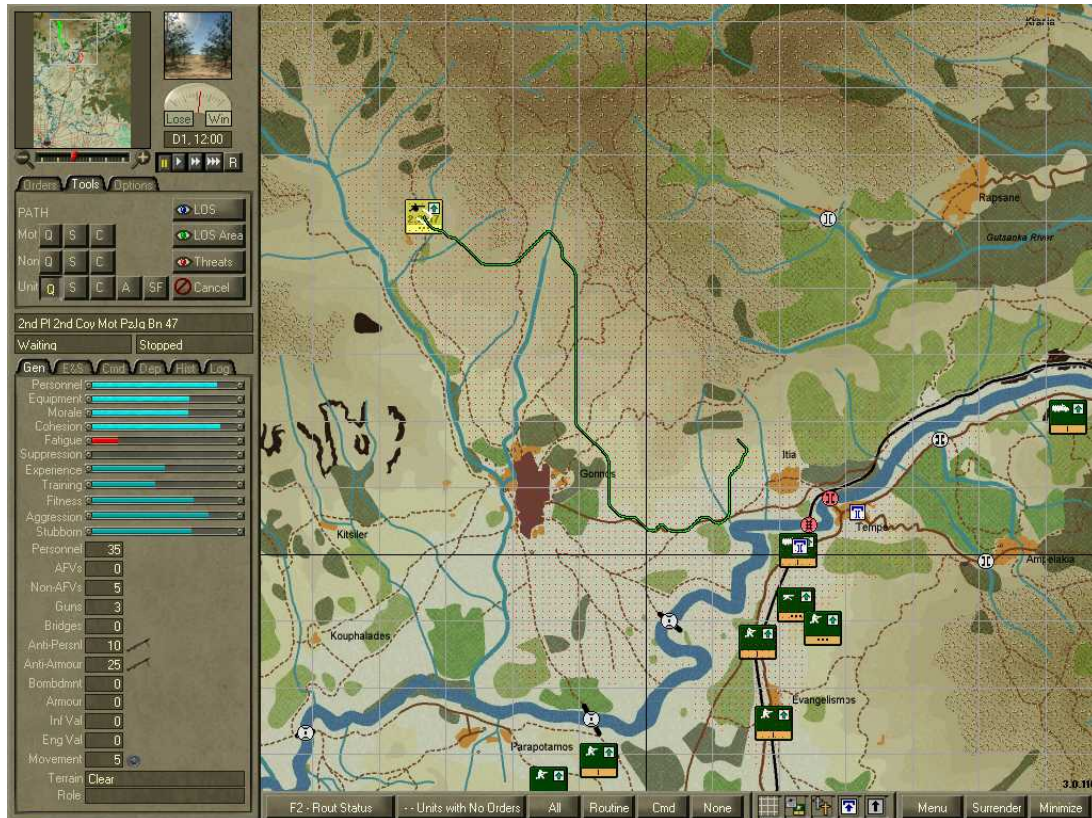 Lose Win
D1, 12:00
R
Orders Tools Options
PATH
LOS
Mot Q S C
LOS Area
Non Q S C
Threats
Unit Q S C A SF
Cancel
2nd Pl 2nd Coy Mot PzJg Bn 47
Waiting Stopped
Gen E&S Cmd Dep Hist Log
Personnel
Equipment
Morale
Cohesion
Fatigue
Suppression
Experience
Training
Fitness
Aggression
Stubborn
Personnel 35
AFVs 0
Non-AFVs 5
Guns 3
Bridges 0
Anti-Persnl 10
Anti-Armour 25
Bombdmnt 0
Armour 0
Inf Val 0
Eng Val 0
Movement 5
Terrain Clear
Role
Rapsane
Gutsaoka River
Gonnos
Itia
Tempe
Ampelakia
Kitsiler
Kouphalades
Evangelismos
Parapotamos
F2 - Rout Status
- - Units with No Orders
All
Routine
Cmd
None
Menu
Surrender
Minimize